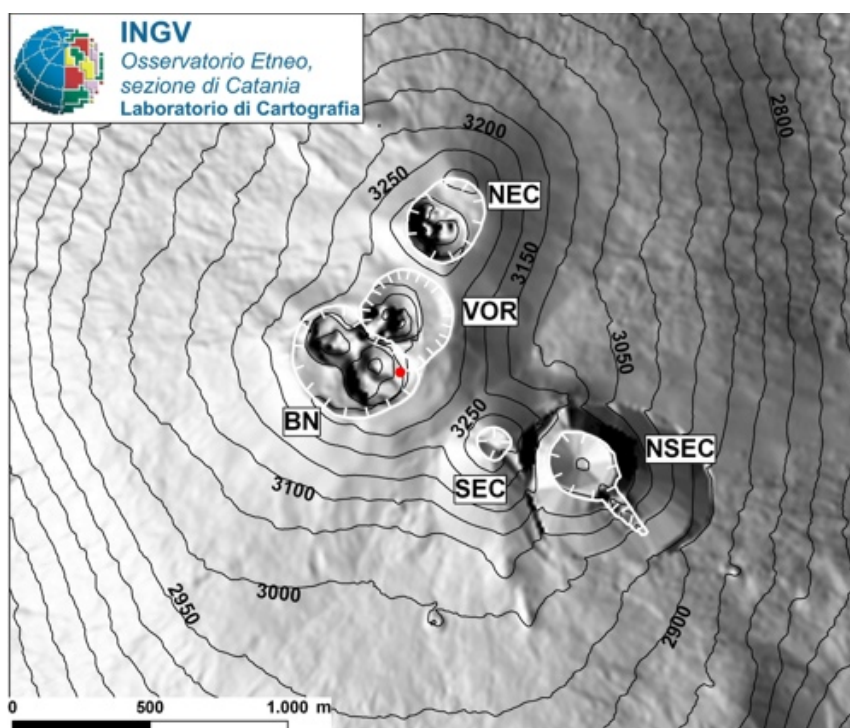 INGV
Osservatorio Etneo,
sezione di Catania
Laboratorio di Cartografia
2800
3200
3250
NEC
3150
VOR
3050
3250
BN
NSEC
SEC
3100
3000
2950
2900
0 500 1.000 m